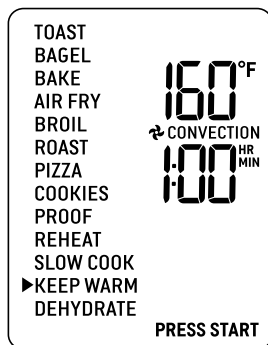 TOAST
BAGEL
BAKE
AIR FRY
BROIL
ROAST
PIZZA
COOKIES
PROOF
REHEAT
SLOW COOK
KEEP WARM
DEHYDRATE
160°F
CONVECTION
1:00 HR MIN
PRESS START